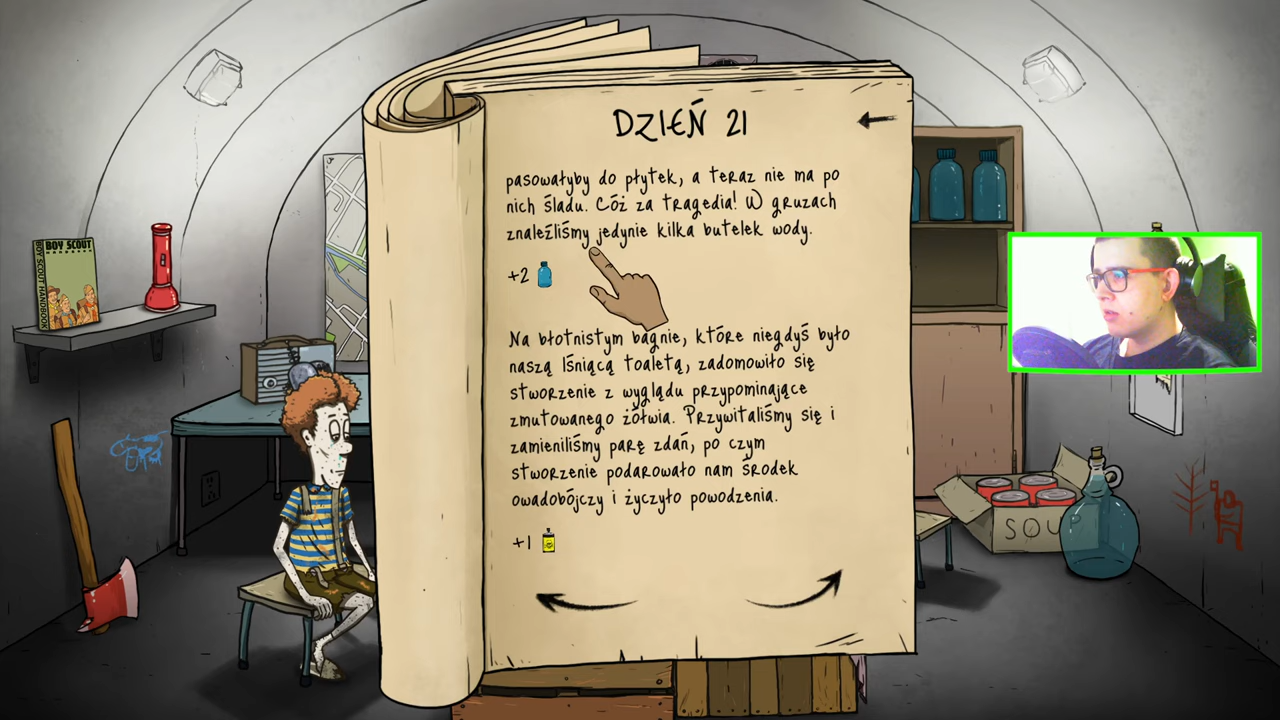 DZIEŃ 21
pasowałyby do płytek, a teraz nie ma po
nich śladu. Cóż za tragedia! W gruzach
znaleźliśmy jedynie kilka butelek wody.
+2
Na błotnistym bagnie, które niegdyś było
naszą lśniącą toaletą, zadomowiło się
stworzenie z wyglądu przypominające
zmutowanego żółwia. Przywitaliśmy się i
zamieniliśmy parę zdań, po czym
stworzenie podarowało nam środek
owadobójczy i życzyło powodzenia.
+1
BOY SCOUT
BOY SCOUT HANDBOOK
SOUP